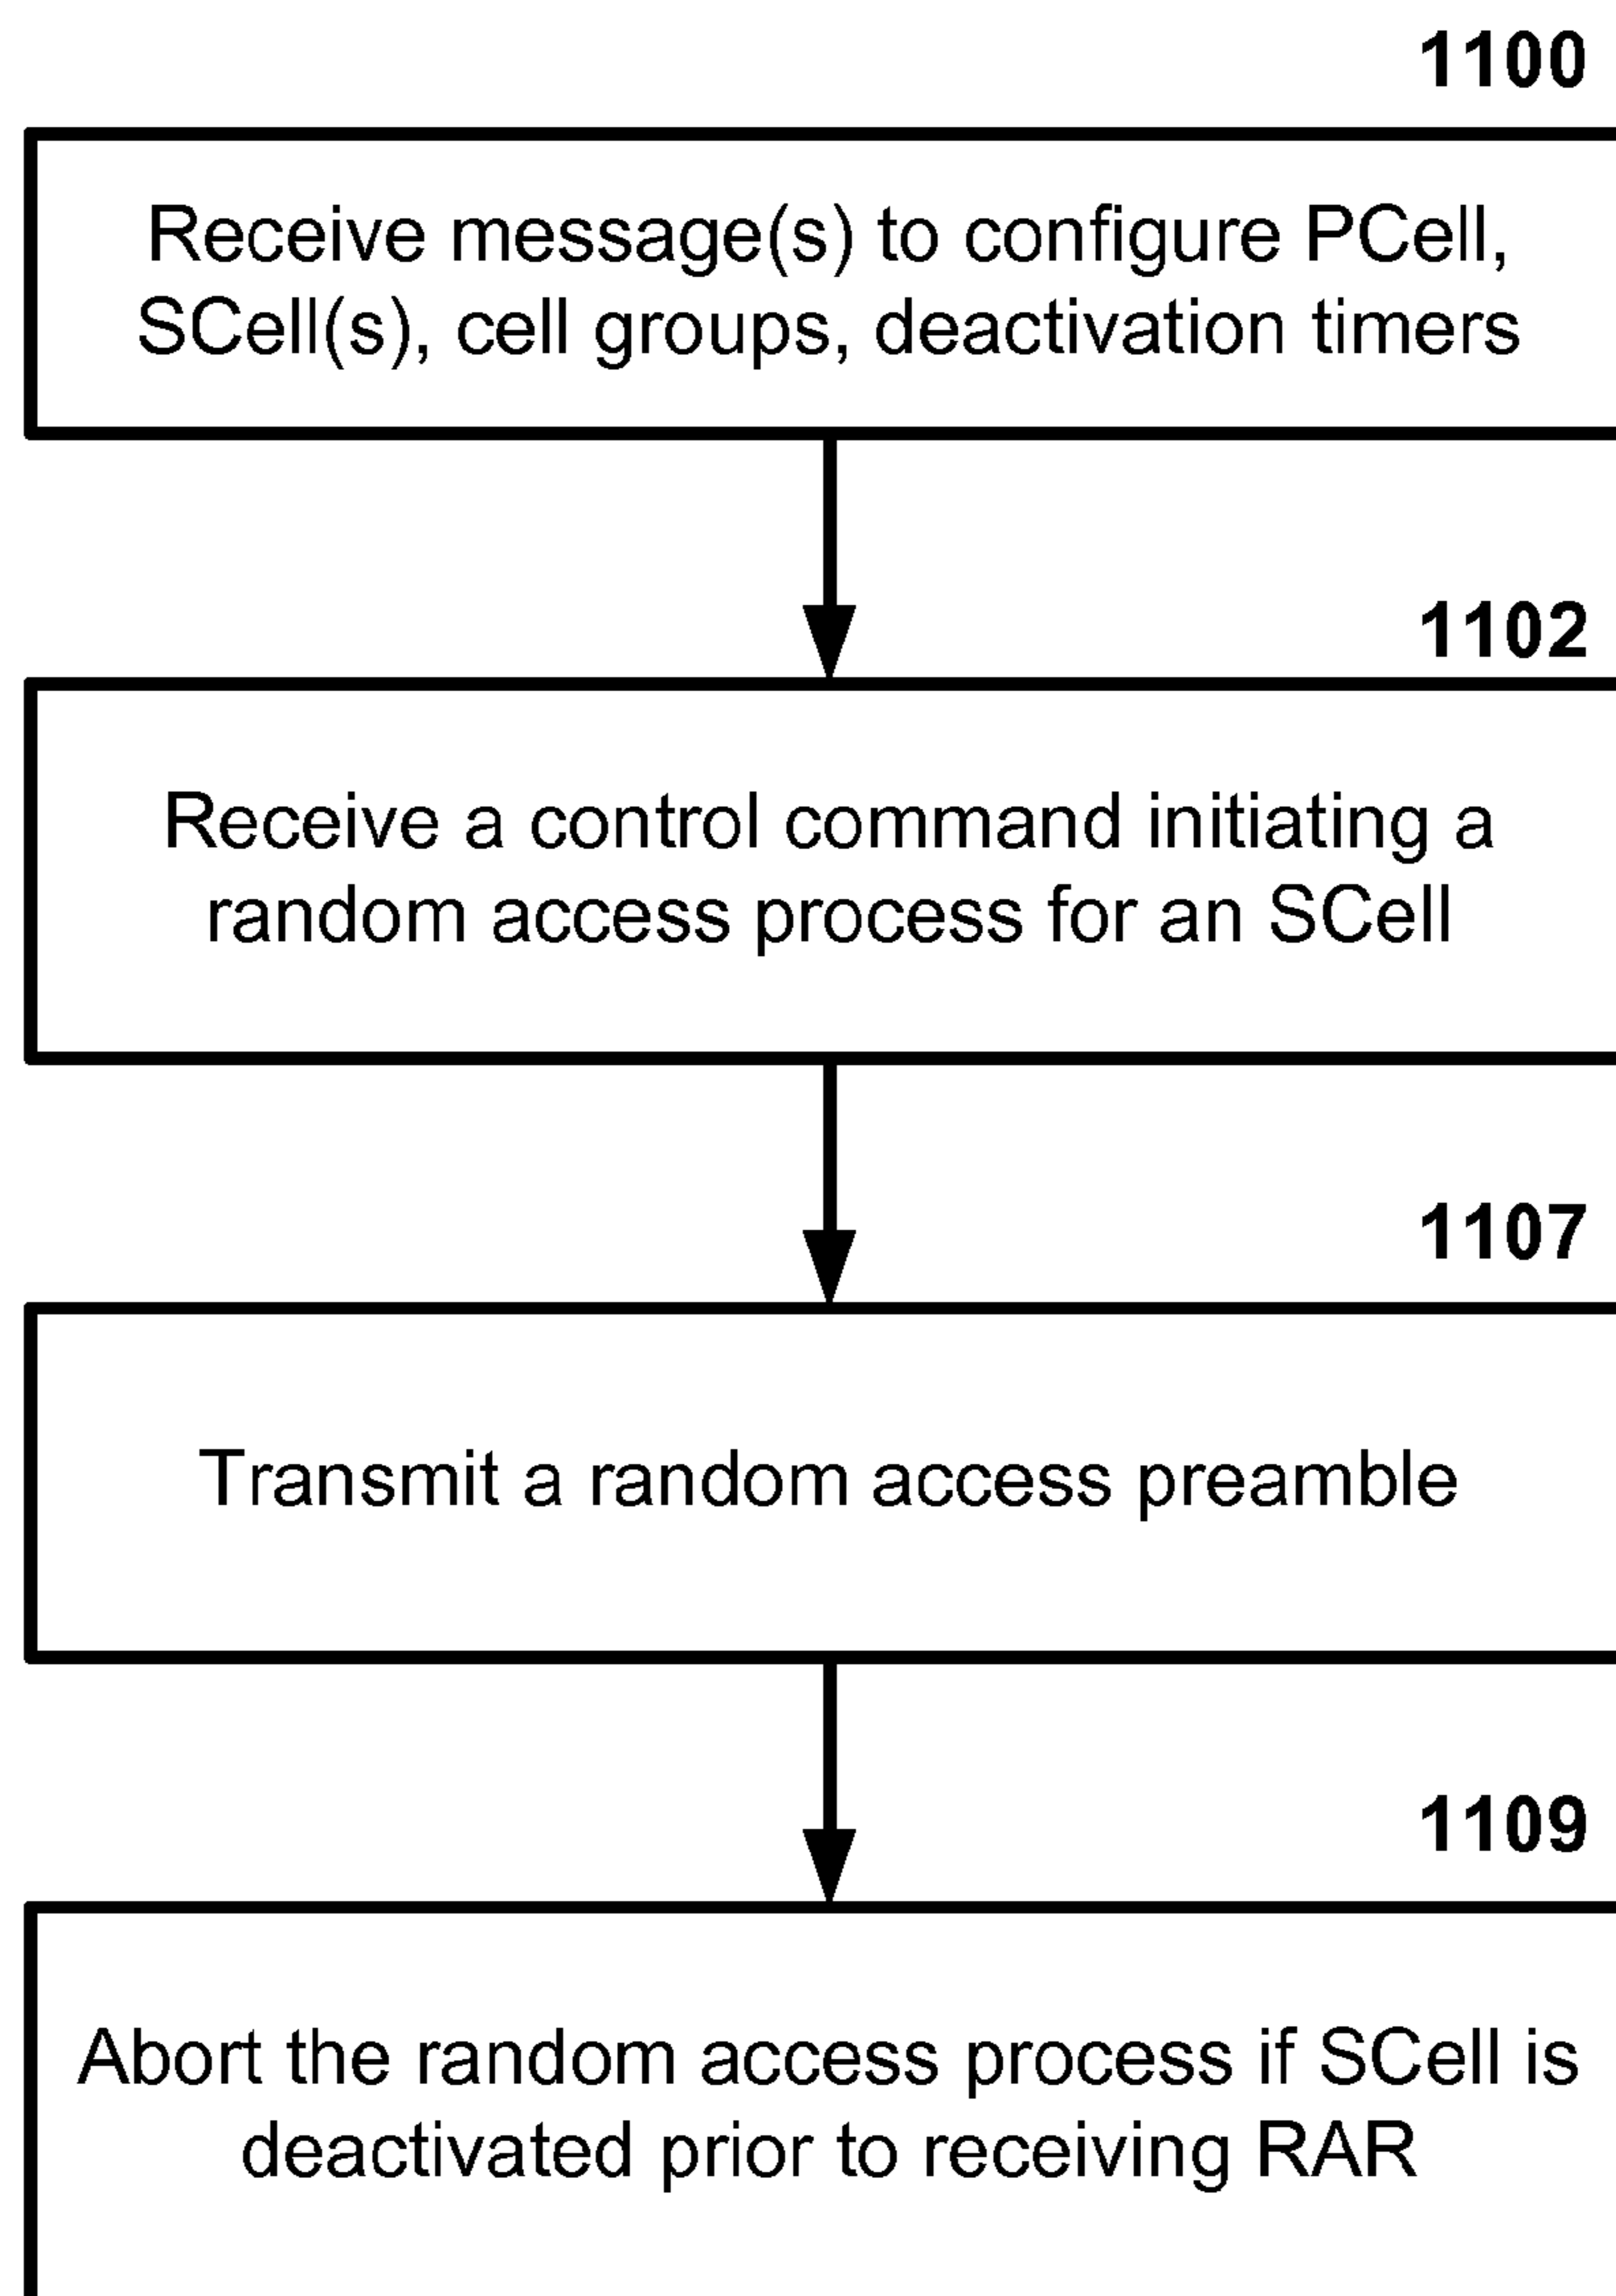 1100
Receive message(s) to configure PCell,
SCell(s), cell groups, deactivation timers
1102
Receive a control command initiating a
random access process for an SCell
1107
Transmit a random access preamble
1109
Abort the random access process if SCell is
deactivated prior to receiving RAR